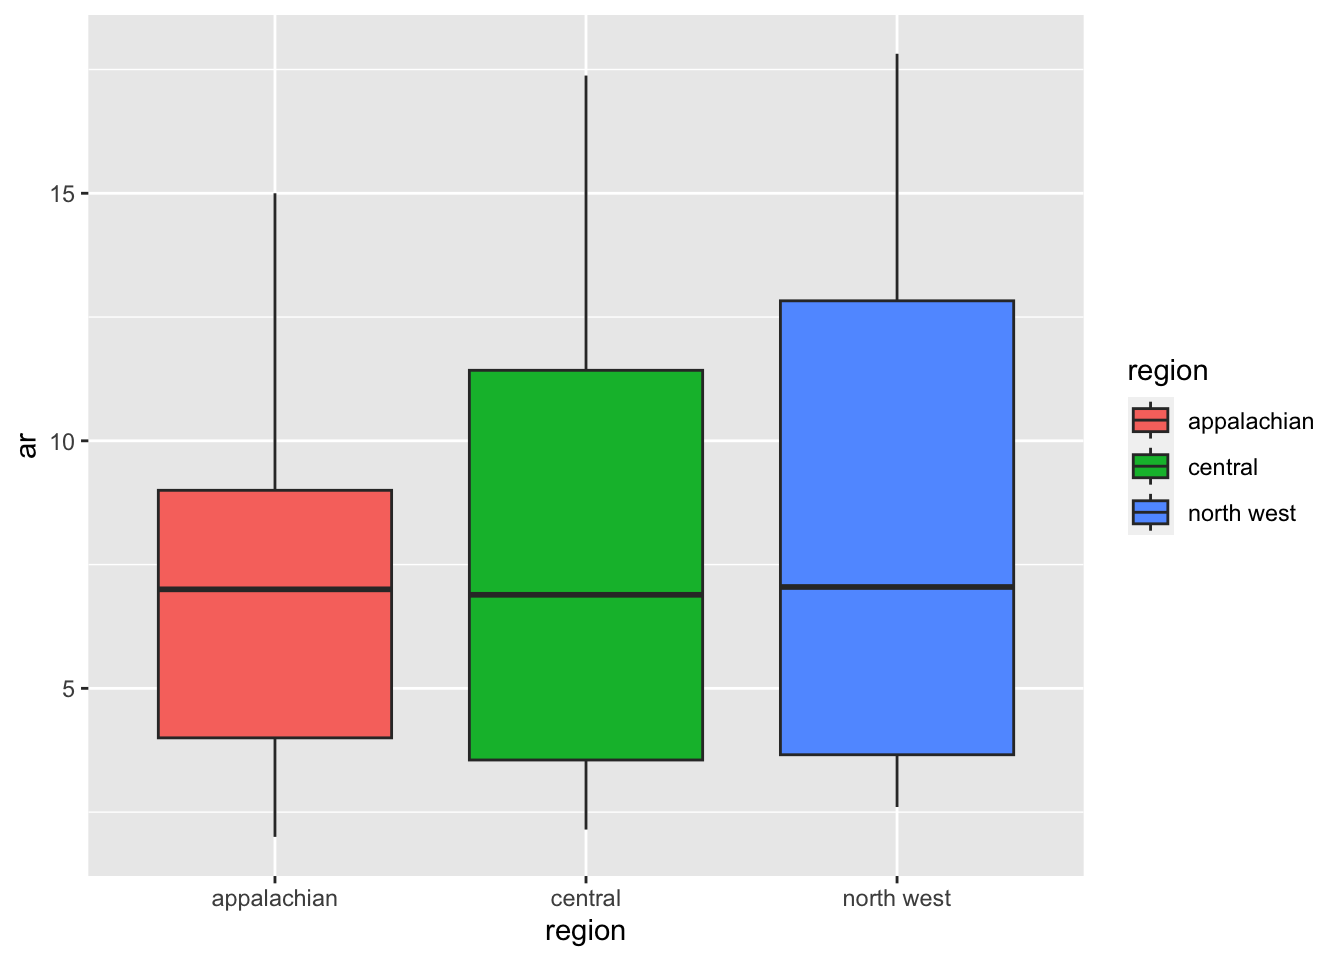 ar
15
10
5
appalachian
central
north west
region
region
appalachian
central
north west